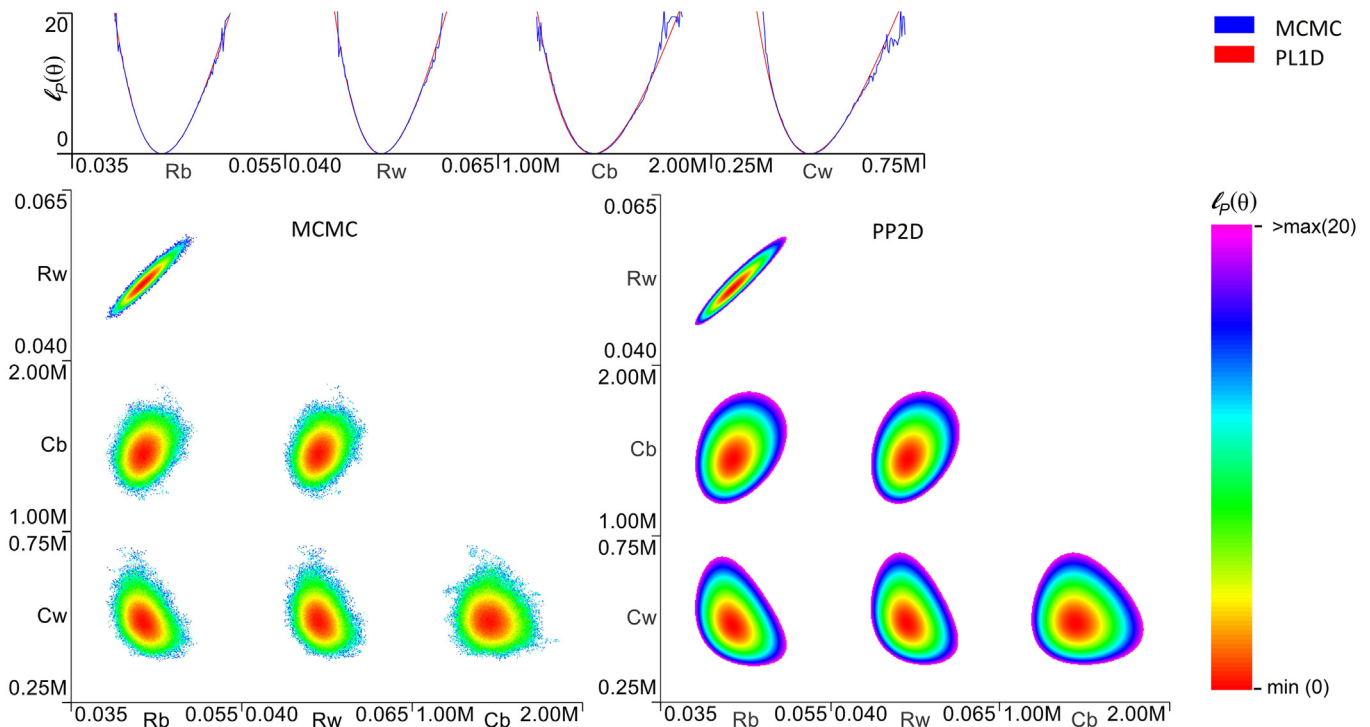 20
ℓP(θ)
0
0.035
Rb
0.055
0.040
Rw
0.065
1.00M
Cb
2.00M
0.25M
Cw
0.75M
MCMC
PL1D
MCMC
0.065
Rw
0.040
2.00M
Cb
1.00M
0.75M
Cw
0.25M
0.035
Rb
0.055
0.040
Rw
0.065
1.00M
Cb
2.00M
PP2D
0.065
Rw
0.040
2.00M
Cb
1.00M
0.75M
Cw
0.25M
0.035
Rb
0.055
0.040
Rw
0.065
1.00M
Cb
2.00M
ℓP(θ)
>max(20)
min (0)